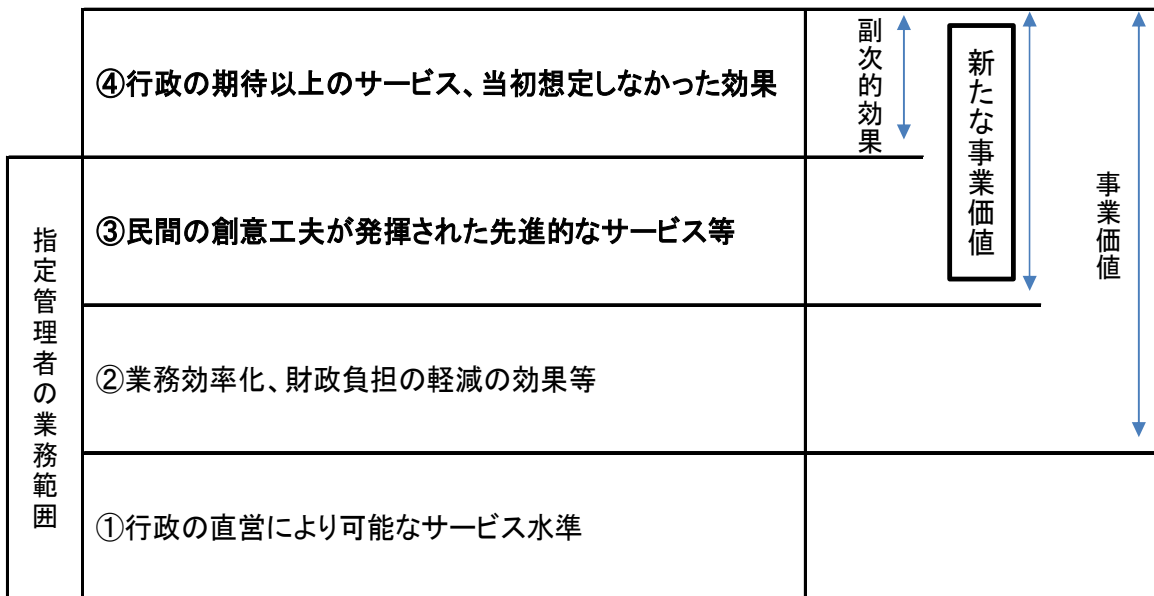 ④行政の期待以上のサービス、当初想定しなかった効果
副次的効果
新たな事業価値
事業価値
指定管理者の業務範囲
③民間の創意工夫が発揮された先進的なサービス等
②業務効率化、財政負担の軽減の効果等
①行政の直営により可能なサービス水準